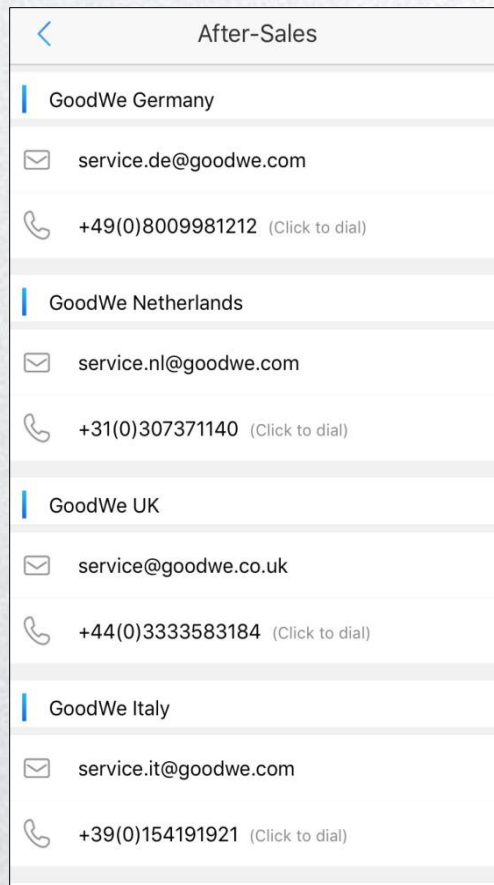 After-Sales
GoodWe Germany
service.de@goodwe.com
+49(0)8009981212 (Click to dial)
GoodWe Netherlands
service.nl@goodwe.com
+31(0)307371140 (Click to dial)
GoodWe UK
service@goodwe.co.uk
+44(0)3333583184 (Click to dial)
GoodWe Italy
service.it@goodwe.com
+39(0)154191921 (Click to dial)